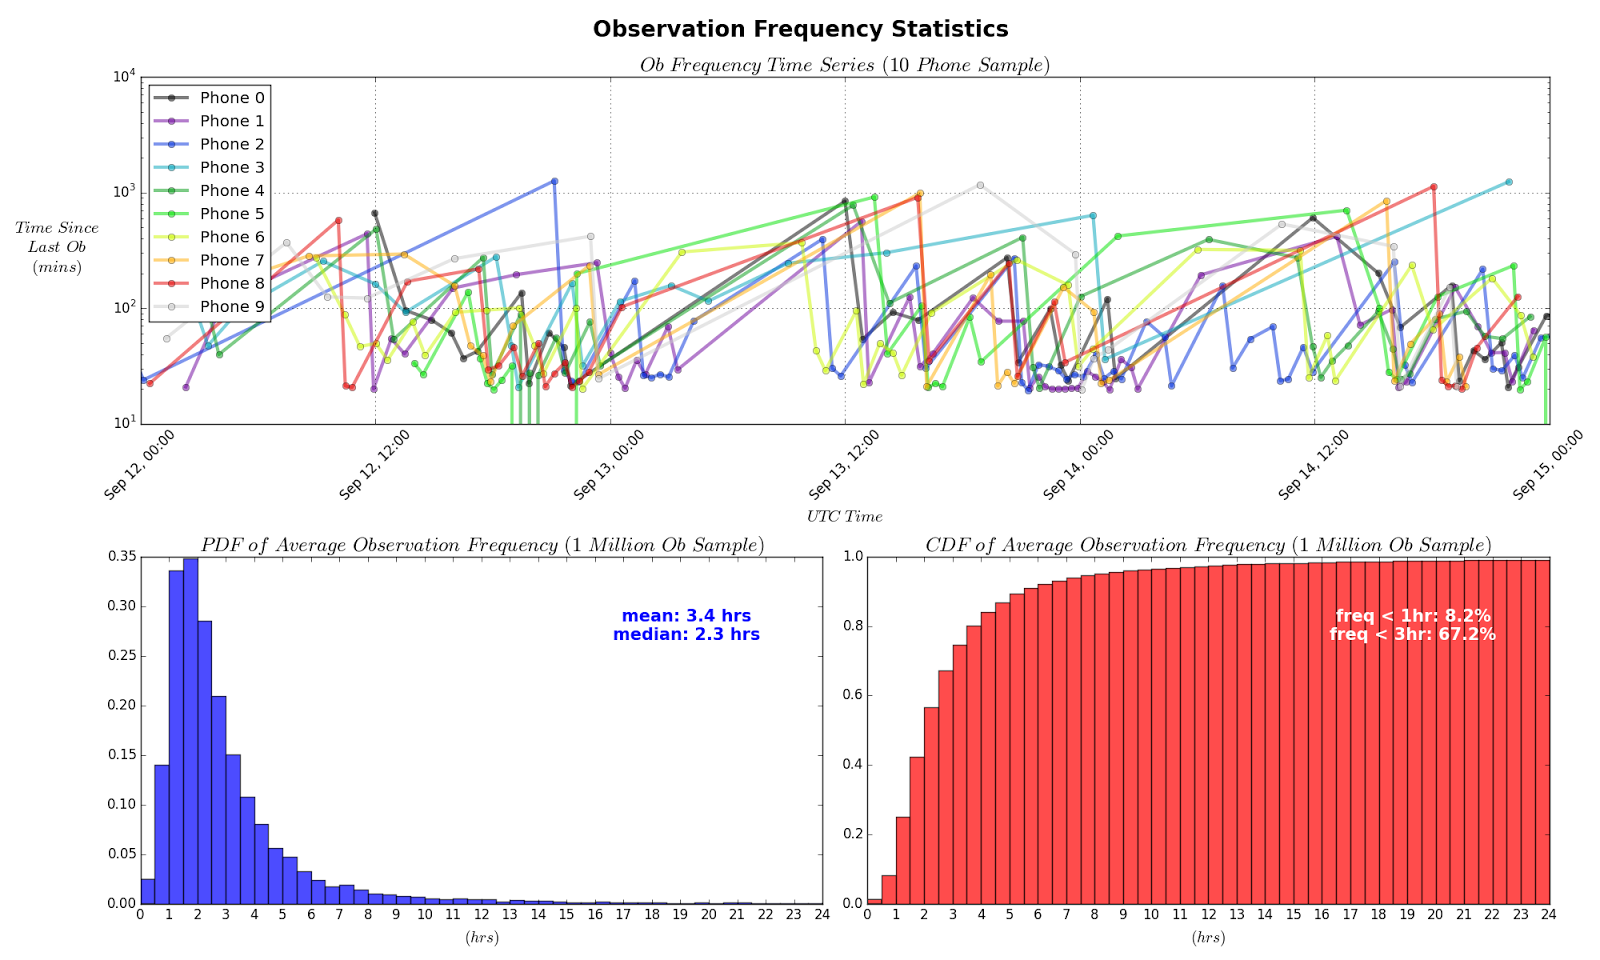 Observation Frequency Statistics
Ob Frequency Time Series (10 Phone Sample)
10^4
10^3
10^2
10^1
Time Since
Last Ob
(mins)
Phone 0
Phone 1
Phone 2
Phone 3
Phone 4
Phone 5
Phone 6
Phone 7
Phone 8
Phone 9
Sep 12, 00:00
Sep 12, 12:00
Sep 13, 00:00
Sep 13, 12:00
Sep 14, 00:00
Sep 14, 12:00
Sep 15, 00:00
UTC Time
PDF of Average Observation Frequency (1 Million Ob Sample)
0.35
0.30
0.25
0.20
0.15
0.10
0.05
0.00
mean: 3.4 hrs
median: 2.3 hrs
0 1 2 3 4 5 6 7 8 9 10 11 12 13 14 15 16 17 18 19 20 21 22 23 24
(hrs)
CDF of Average Observation Frequency (1 Million Ob Sample)
1.0
0.8
0.6
0.4
0.2
0.0
freq < 1hr: 8.2%
freq < 3hr: 67.2%
0 1 2 3 4 5 6 7 8 9 10 11 12 13 14 15 16 17 18 19 20 21 22 23 24
(hrs)